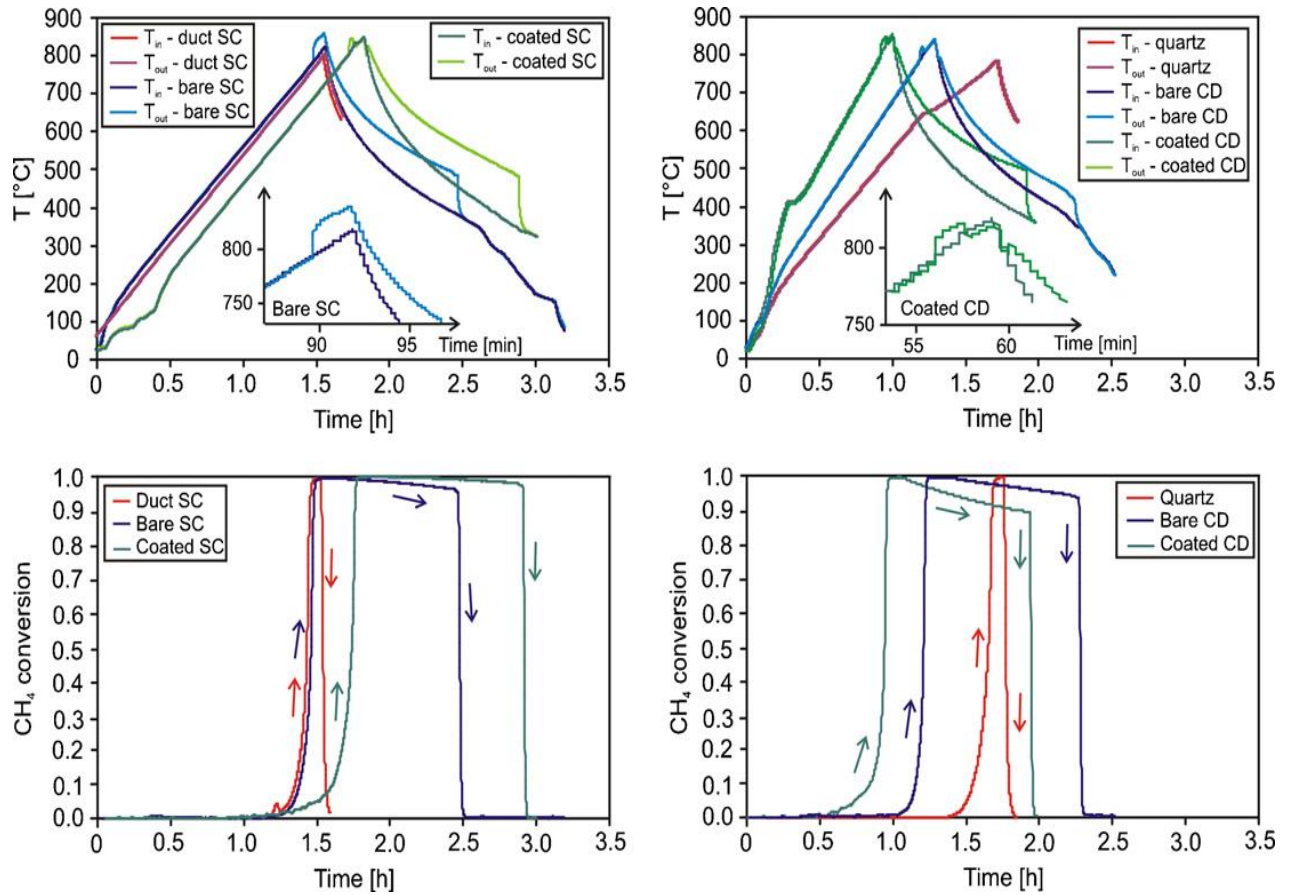 900
800
700
600
500
400
300
200
100
0
T [°C]
T_in - duct SC
T_out - duct SC
T_in - bare SC
T_out - bare SC
T_in - coated SC
T_out - coated SC
800
750
Bare SC
90 95
Time [min]
0 0.5 1.0 1.5 2.0 2.5 3.0 3.5
Time [h]
900
800
700
600
500
400
300
200
100
0
T [°C]
T_in - quartz
T_out - quartz
T_in - bare CD
T_out - bare CD
T_in - coated CD
T_out - coated CD
800
750
Coated CD
55 60
Time [min]
0 0.5 1.0 1.5 2.0 2.5 3.0 3.5
Time [h]
1.0
0.9
0.8
0.7
0.6
0.5
0.4
0.3
0.2
0.1
0.0
CH₄ conversion
Duct SC
Bare SC
Coated SC
0 0.5 1.0 1.5 2.0 2.5 3.0 3.5
Time [h]
1.0
0.9
0.8
0.7
0.6
0.5
0.4
0.3
0.2
0.1
0.0
CH₄ conversion
Quartz
Bare CD
Coated CD
0 0.5 1.0 1.5 2.0 2.5 3.0 3.5
Time [h]